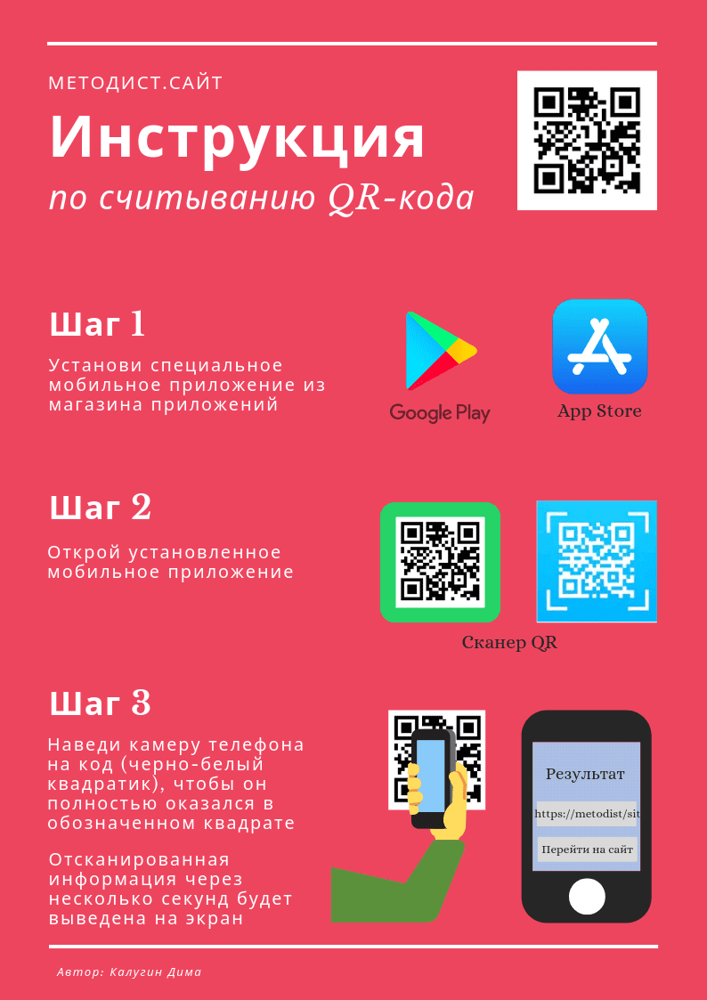 МЕТОДИСТ.САЙТ
Инструкция
по считыванию QR-кода
Шаг 1
Установи специальное
мобильное приложение из
магазина приложений
Google Play
App Store
Шаг 2
Открой установленное
мобильное приложение
Сканер QR
Шаг 3
Наведи камеру телефона
на код (черно-белый
квадратик), чтобы он
полностью оказался в
обозначенном квадрате
Отсканированная
информация через
несколько секунд будет
выведена на экран
Результат
https://metodist/sit
Перейти на сайт
Автор: Калугин Дима